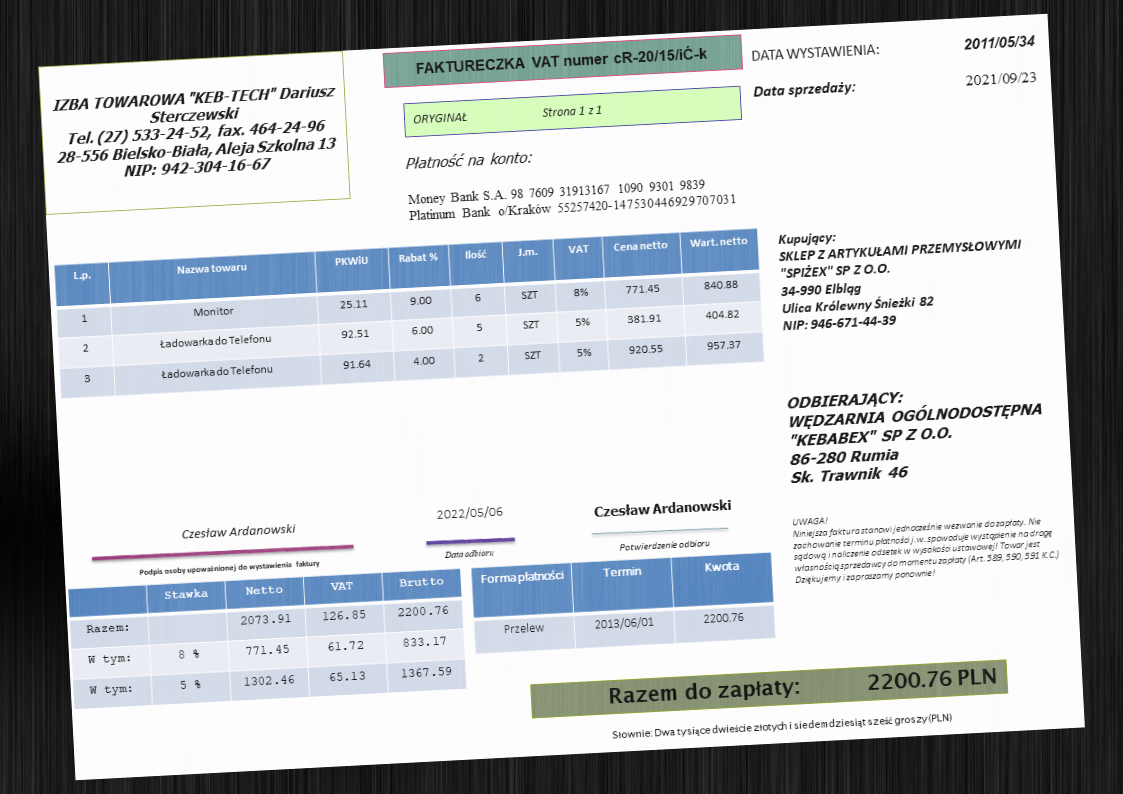 IZBA TOWAROWA "KEB-TECH" Dariusz
Sterczewski
Tel. (27) 533-24-52, fax. 464-24-96
28-556 Bielsko-Biała, Aleja Szkolna 13
NIP: 942-304-16-67
FAKTURECZKA VAT numer cR-20/15/iĆ-k
ORYGINAŁ Strona 1 z 1
Płatność na konto:
Money Bank S.A. 98 7609 31913167 1090 9301 9839
Platinum Bank o/Kraków 55257420-147530446929707031
DATA WYSTAWIENIA: 2011/05/34
Data sprzedaży: 2021/09/23
L.p. Nazwa towaru PKWiU Rabat % Ilość J.m. VAT Cena netto Wart. netto
1 Monitor 25.11 9.00 6 SZT 8% 771.45 840.88
2 Ładowarka do Telefonu 92.51 6.00 5 SZT 5% 381.91 404.82
3 Ładowarka do Telefonu 91.64 4.00 2 SZT 5% 920.55 957.37
Kupujący:
SKLEP Z ARTYKUŁAMI PRZEMYSŁOWYMI
"SPIŻEX" SP Z O.O.
34-990 Elbląg
Ulica Królewny Śnieżki 82
NIP: 946-671-44-39
ODBIERAJĄCY:
WĘDZARNIA OGÓLNODOSTĘPNA
"KEBABEX" SP Z O.O.
86-280 Rumia
Sk. Trawnik 46
Czesław Ardanowski
Podpis osoby upoważnionej do wystawienia faktury
2022/05/06
Data odbioru
Czesław Ardanowski
Potwierdzenie odbioru
UWAGA!
Niniejsza faktura stanowi jednocześnie wezwanie do zapłaty. Nie
zachowanie terminu płatności j.w. spowoduje wystąpienie na drogę
sądową i naliczenie odsetek w wysokości ustawowej! Towar jest
własnością sprzedawcy do momentu zapłaty (Art. 589, 590, 591 K.C.)
Dziękujemy i zapraszamy ponownie!
Stawka Netto VAT Brutto
Razem: 2073.91 126.85 2200.76
W tym: 8 % 771.45 61.72 833.17
W tym: 5 % 1302.46 65.13 1367.59
Forma płatności Termin Kwota
Przelew 2013/06/01 2200.76
Razem do zapłaty: 2200.76 PLN
Słownie: Dwa tysiące dwieście złotych i siedemdziesiąt sześć groszy (PLN)